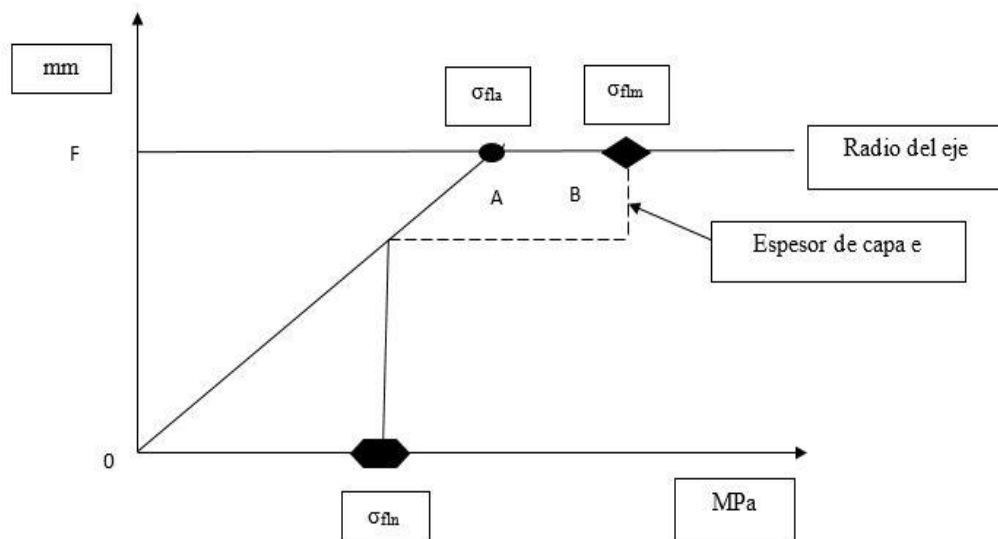 mm
σfla
σflm
F
Radio del eje
A
B
Espesor de capa e
0
σfln
MPa